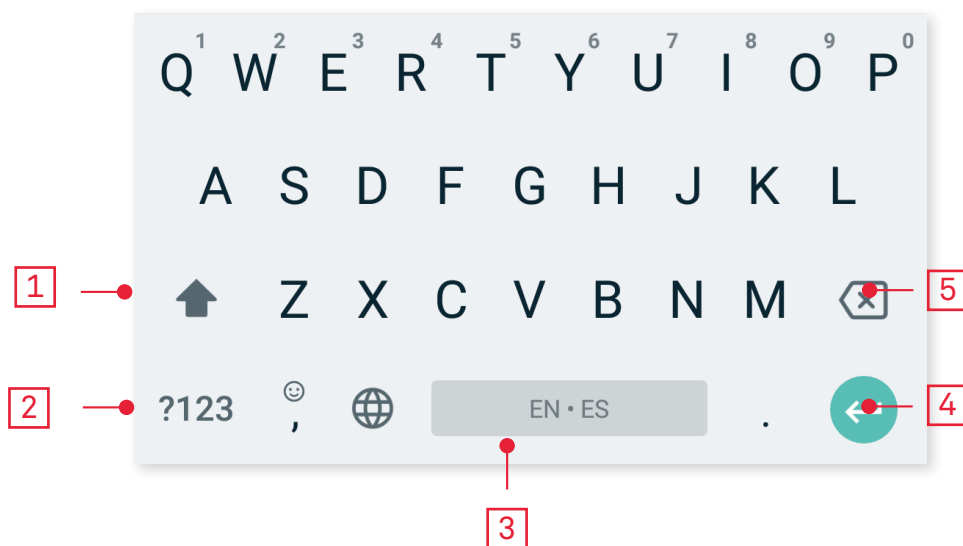 1 2 3 4 5 6 7 8 9 0
Q W E R T Y U I O P
A S D F G H J K L
1 Z X C V B N M 5
2 ?123 , EN • ES . 4
3